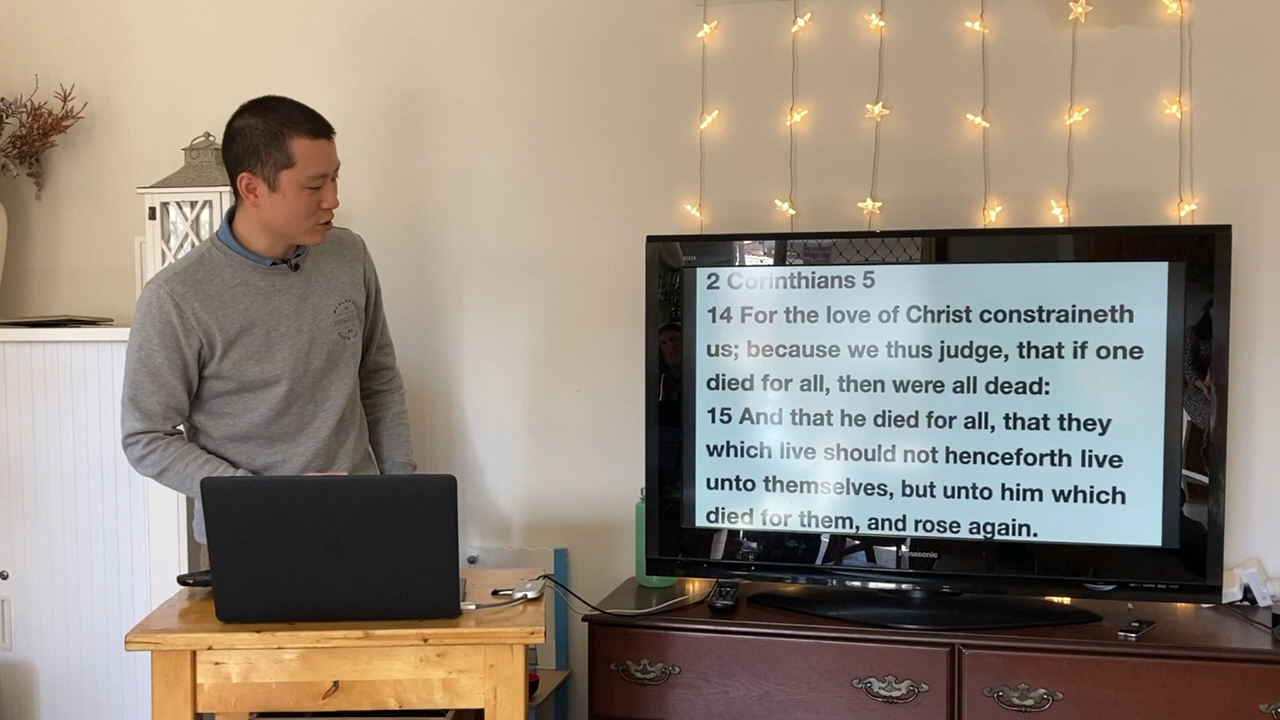 2 Corinthians 5
14 For the love of Christ constraineth
us; because we thus judge, that if one
died for all, then were all dead:
15 And that he died for all, that they
which live should not henceforth live
unto themselves, but unto him which
died for them, and rose again.
Panasonic